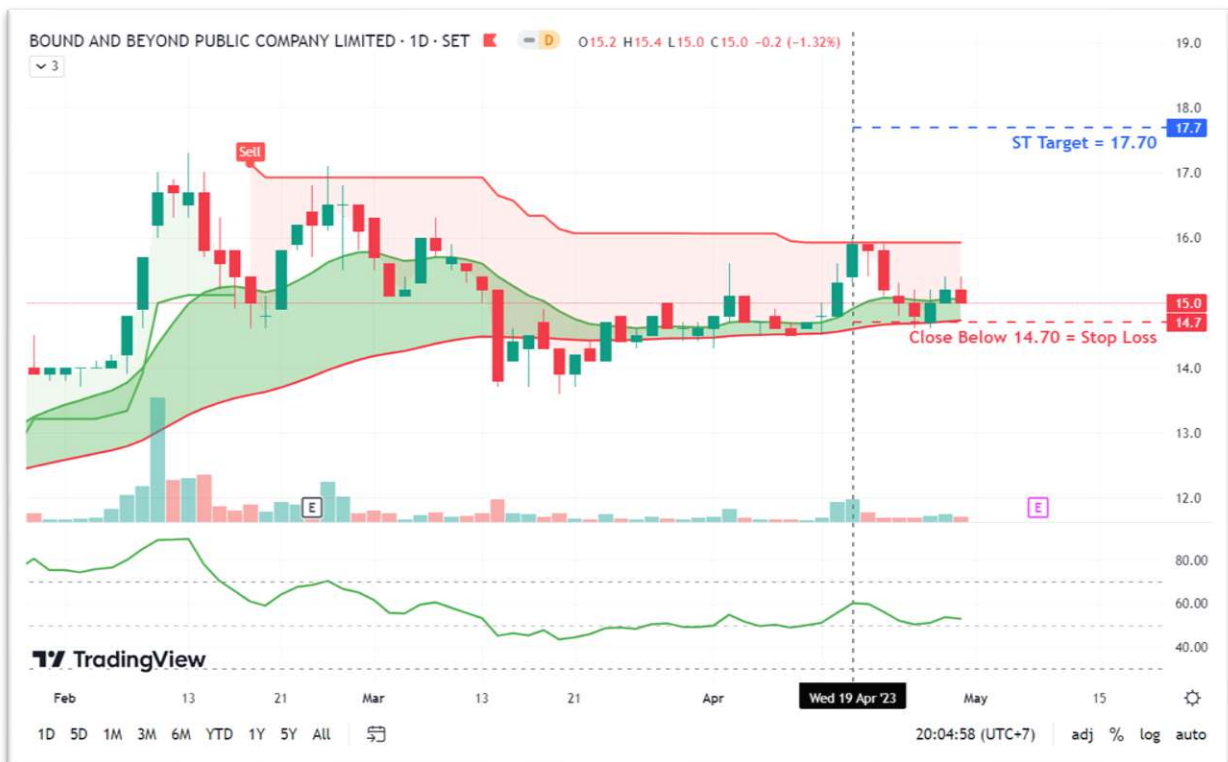 BOUND AND BEYOND PUBLIC COMPANY LIMITED · 1D · SET D O15.2 H15.4 L15.0 C15.0 −0.2 (−1.32%)
3
19.0
18.0
17.7
ST Target = 17.70
Sell
17.0
16.0
15.0
14.7
Close Below 14.70 = Stop Loss
14.0
13.0
12.0
E
E
80.00
60.00
40.00
TradingView
Feb 13 21 Mar 13 21 Apr Wed 19 Apr '23 May 15
1D 5D 1M 3M 6M YTD 1Y 5Y All 20:04:58 (UTC+7) adj % log auto